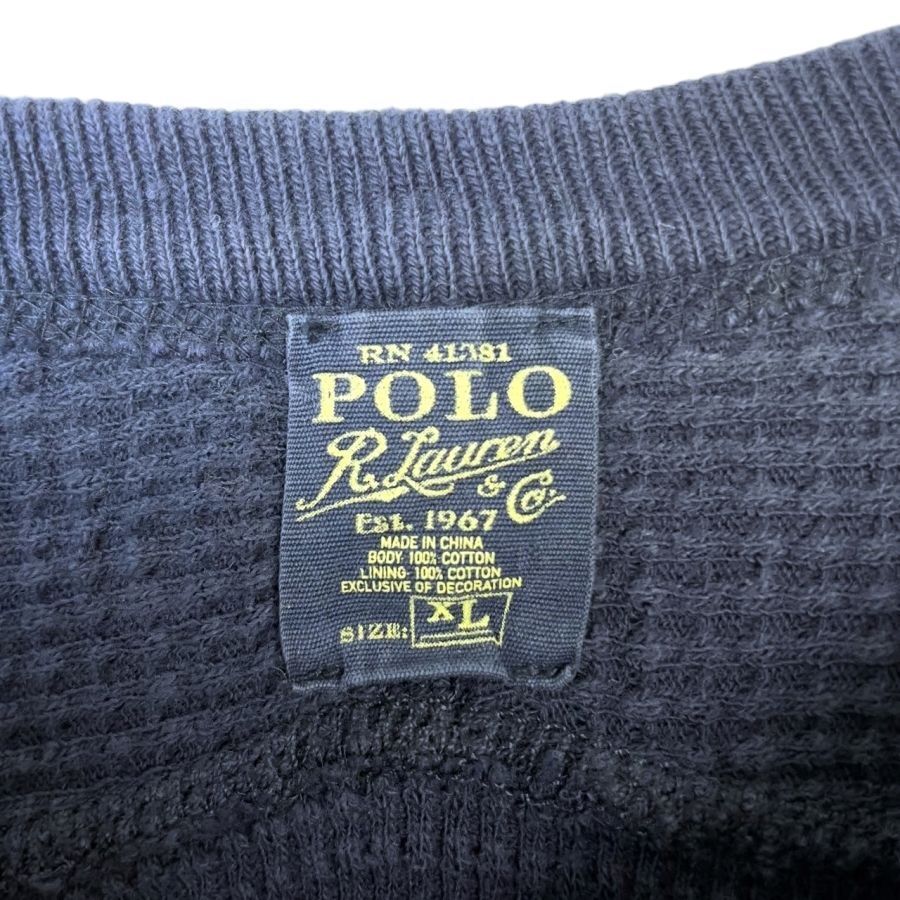 RN 41381
POLO
R. Lauren
& Co.
EST. 1967
MADE IN CHINA
BODY 100% COTTON
LINING 100% COTTON
EXCLUSIVE OF DECORATION
SIZE: XL